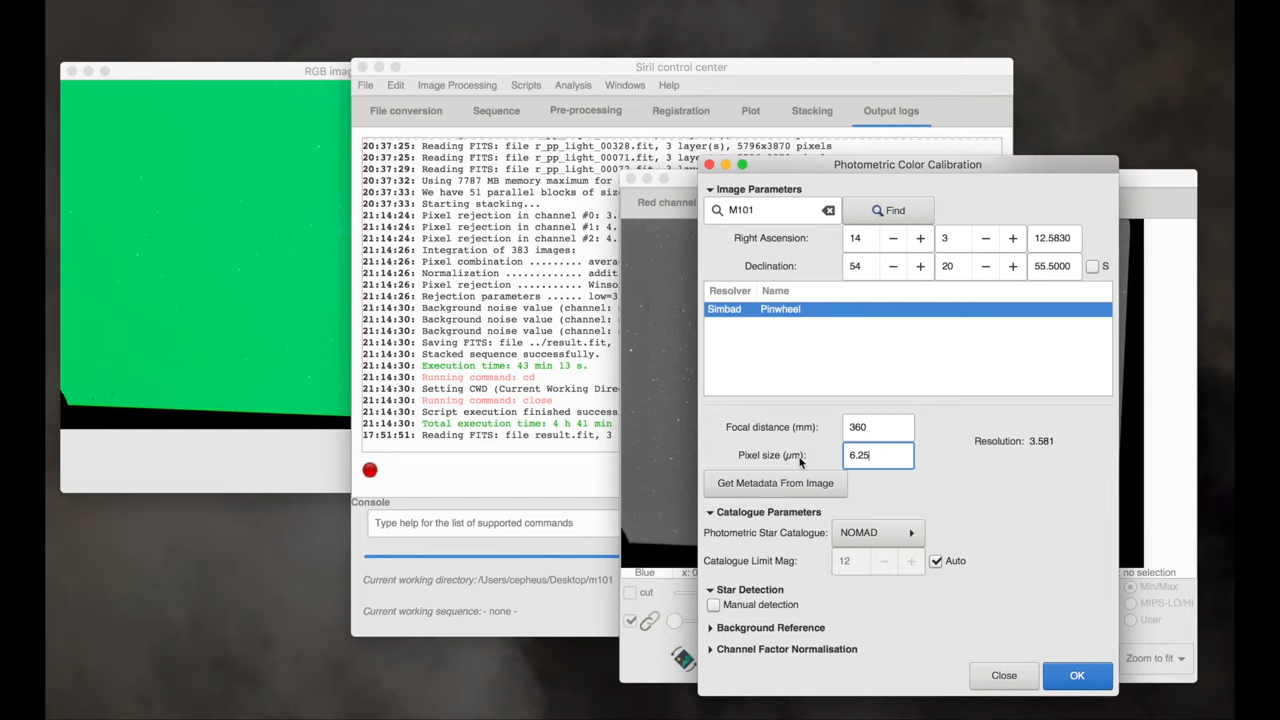 RGB imag
Siril control center
File Edit Image Processing Scripts Analysis Windows Help
File conversion Sequence Pre-processing Registration Plot Stacking Output logs
20:37:25: Reading FITS: file r_pp_light_00328.fit, 3 layer(s), 5796x3870 pixels
20:37:25: Reading FITS: file r_pp_light_00071.fit, 3
20:37:29: Reading FITS: file
20:37:32: Using 7787 MB memory maximum for
20:37:33: We have 51 parallel blocks of size
20:37:33: Starting stacking...
21:14:24: Pixel rejection in channel #0: 3.
21:14:24: Pixel rejection in channel #1: 4.
21:14:24: Pixel rejection in channel #2: 4.
21:14:26: Integration of 383 images:
21:14:26: Pixel combination ......... avera
21:14:26: Normalization ............. addit
21:14:26: Pixel rejection ........... Winso
21:14:26: Rejection parameters ...... low=3
21:14:30: Background noise value (channel:
21:14:30: Background noise value (channel:
21:14:30: Background noise value (channel:
21:14:30: Saving FITS: file ../result.fit,
21:14:30: Stacked sequence successfully.
21:14:30: Execution time: 43 min 13 s.
21:14:30: Running command: cd
21:14:30: Setting CWD (Current Working Dire
21:14:30: Running command: close
21:14:30: Script execution finished success
21:14:30: Total execution time: 4 h 41 min
17:51:51: Reading FITS: file result.fit, 3
Console
Type help for the list of supported commands
Current working directory: /Users/cepheus/Desktop/m101
Current working sequence: - none -
Red channel
Blue x: 0
cut
no selection
Min/Max
MIPS-LO/HI
User
Zoom to fit
Photometric Color Calibration
Image Parameters
M101 Find
Right Ascension: 14 − + 3 − + 12.5830
Declination: 54 − + 20 − + 55.5000 S
Resolver Name
Simbad Pinwheel
Focal distance (mm): 360
Resolution: 3.581
Pixel size (µm): 6.25
Get Metadata From Image
Catalogue Parameters
Photometric Star Catalogue: NOMAD
Catalogue Limit Mag: 12 − + Auto
Star Detection
Manual detection
Background Reference
Channel Factor Normalisation
Close OK